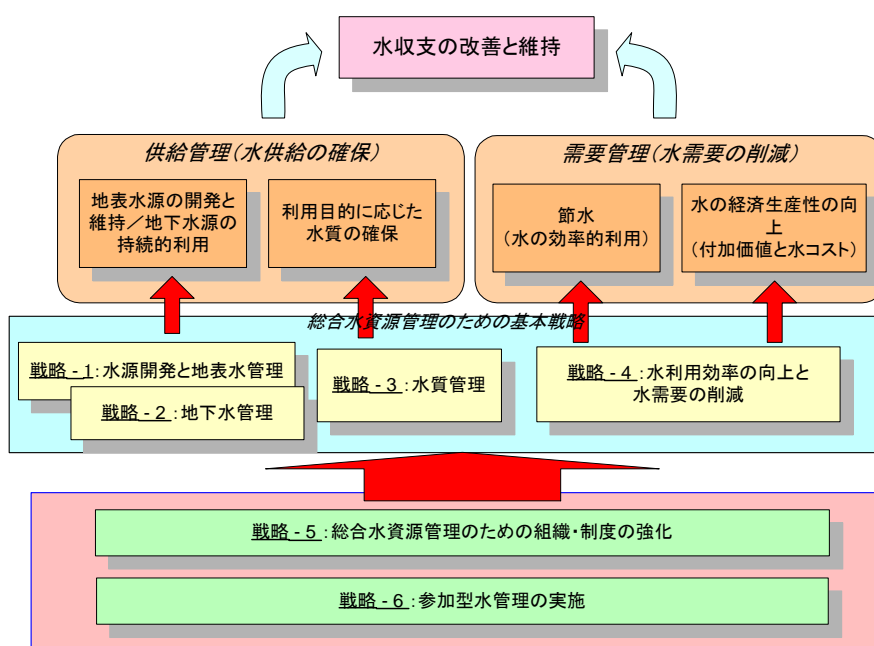 水収支の改善と維持
供給管理（水供給の確保）
需要管理（水需要の削減）
地表水源の開発と
維持／地下水源の
持続的利用
利用目的に応じた
水質の確保
節水
（水の効率的利用）
水の経済生産性の向
上
（付加価値と水コスト）
総合水資源管理のための基本戦略
戦略 - 1：水源開発と地表水管理
戦略 - 2：地下水管理
戦略 - 3：水質管理
戦略 - 4：水利用効率の向上と
水需要の削減
戦略 - 5：総合水資源管理のための組織・制度の強化
戦略 - 6：参加型水管理の実施